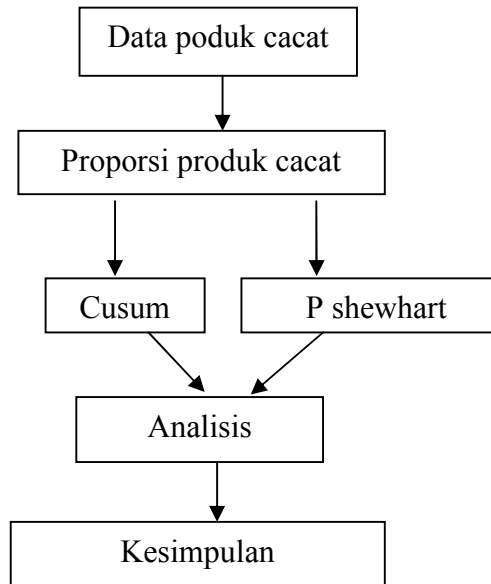 Data poduk cacat
Proporsi produk cacat
Cusum
P shewhart
Analisis
Kesimpulan